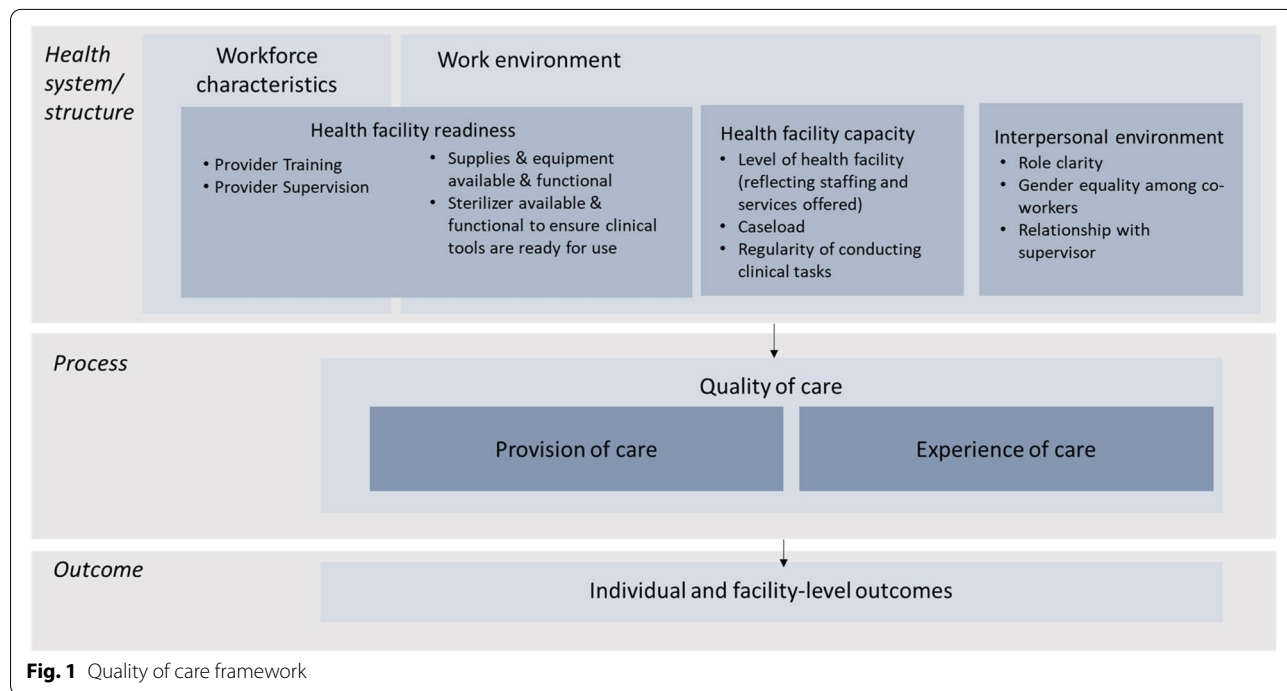 Health
system/
structure
Workforce
characteristics
Work environment
Health facility readiness
• Provider Training
• Provider Supervision
• Supplies & equipment
available & functional
• Sterilizer available &
functional to ensure clinical
tools are ready for use
Health facility capacity
• Level of health facility
(reflecting staffing and
services offered)
• Caseload
• Regularity of conducting
clinical tasks
Interpersonal environment
• Role clarity
• Gender equality among co-
workers
• Relationship with
supervisor
Process
Quality of care
Provision of care
Experience of care
Outcome
Individual and facility-level outcomes
Fig. 1 Quality of care framework